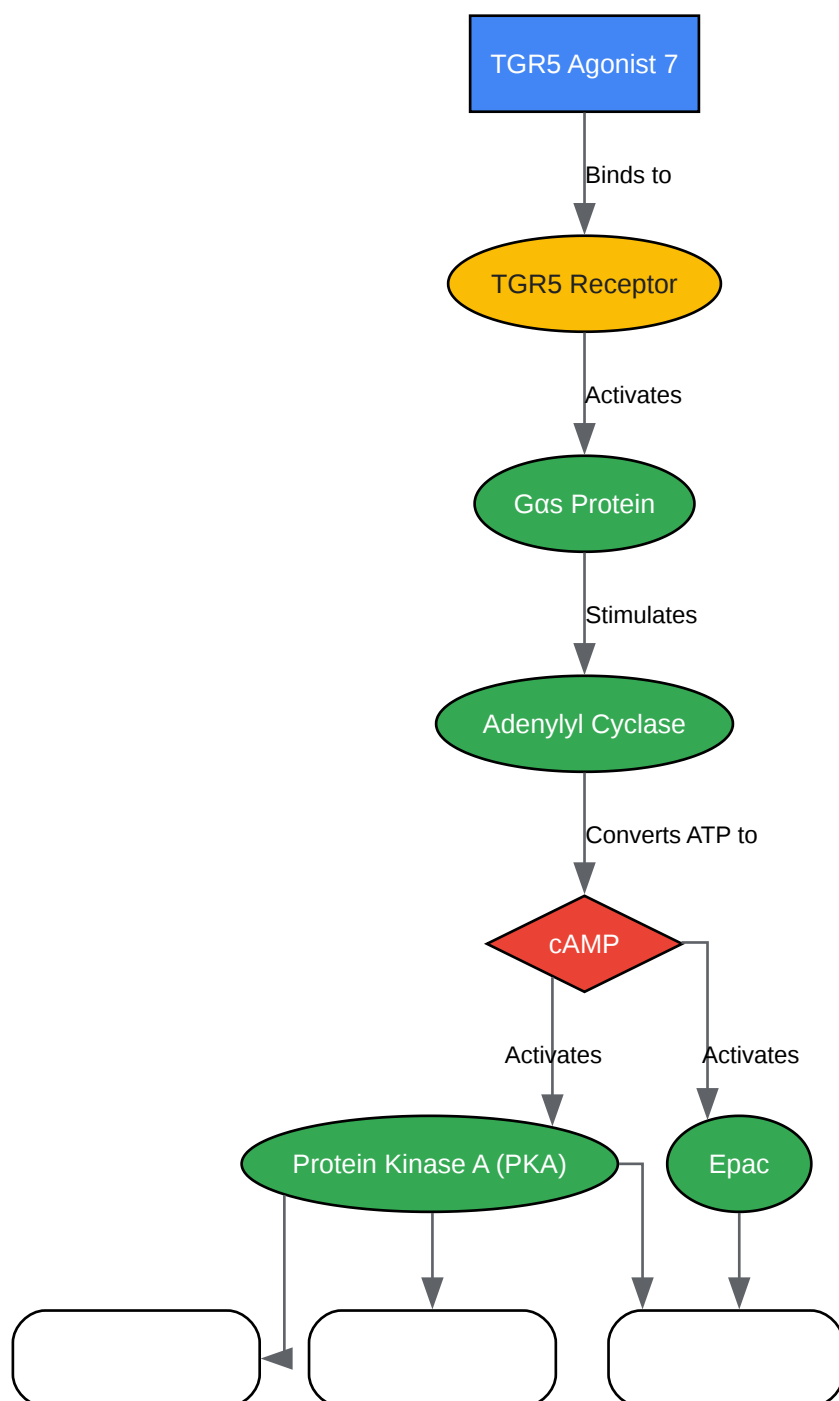 TGR5 Agonist 7
Binds to
TGR5 Receptor
Activates
Gαs Protein
Stimulates
Adenylyl Cyclase
Converts ATP to
cAMP
Activates
Activates
Protein Kinase A (PKA)
Epac